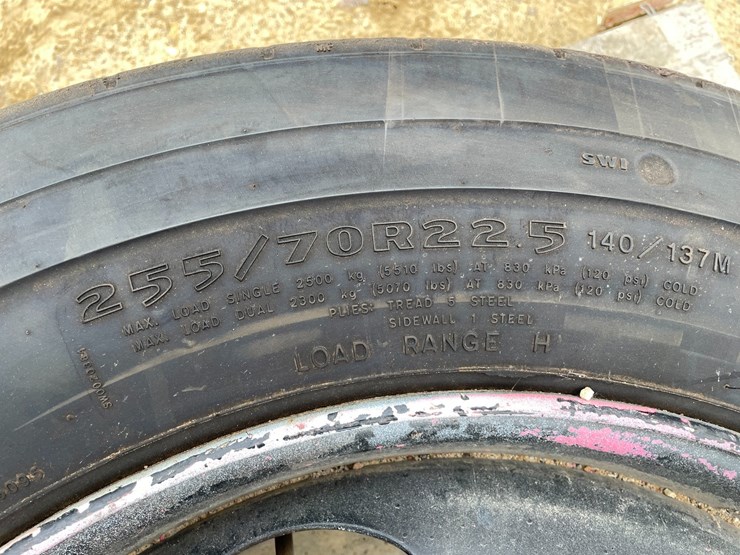 SWI
255/70R22.5 140/137M
MAX. LOAD SINGLE 2500 kg (5510 lbs) AT 830 kPa (120 psi) COLD
MAX. LOAD DUAL 2300 kg (5070 lbs) AT 830 kPa (120 psi) COLD
PLIES: TREAD 5 STEEL
SIDEWALL 1 STEEL
LOAD RANGE H